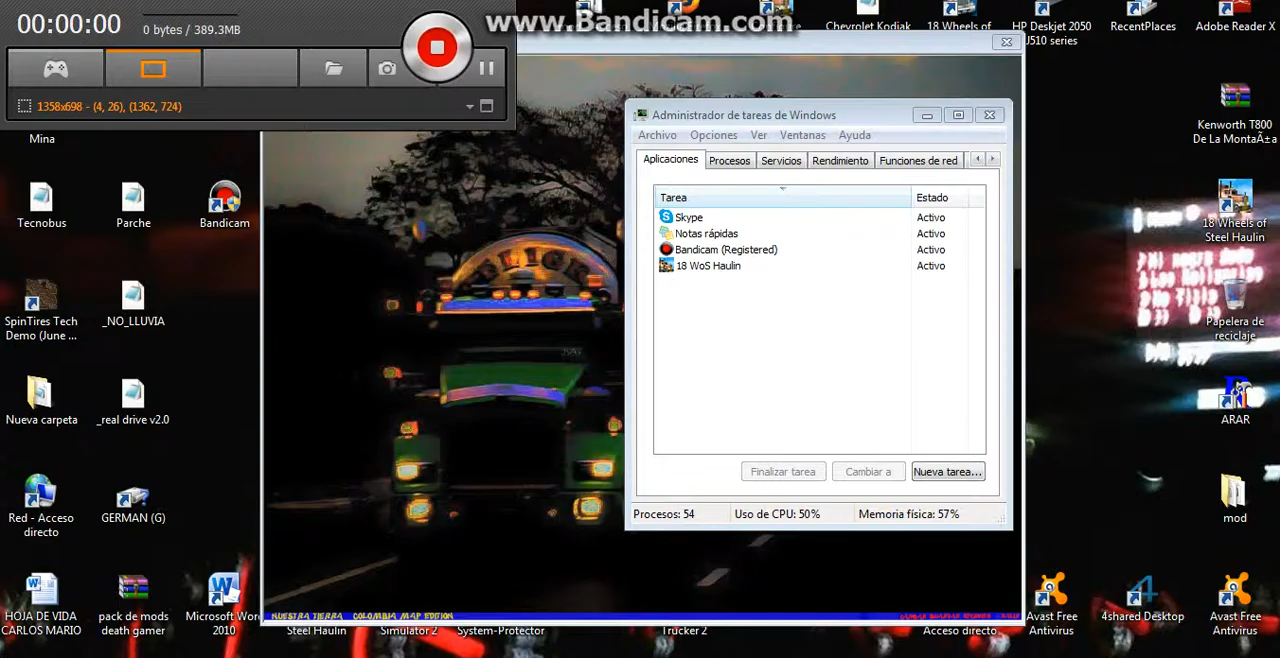 00:00:00
0 bytes / 389.3MB
www.Bandicam.com
1358x698 - (4, 26), (1362, 724)
Chevrolet Kodiak
18 Wheels of
HP Deskjet 2050
J510 series
RecentPlaces
Adobe Reader X
Mina
Tecnobus
Parche
Bandicam
SpinTires Tech
Demo (June ...
_NO_LLUVIA
Nueva carpeta
_real drive v2.0
Red - Acceso
directo
GERMAN (G)
HOJA DE VIDA
CARLOS MARIO
pack de mods
death gamer
Microsoft Wor
2010
Steel Haulin
Simulator 2
System-Protector
Trucker 2
Acceso directo
NUESTRA TIERRA COLOMBIA MAP EDITION
Administrador de tareas de Windows
Archivo Opciones Ver Ventanas Ayuda
Aplicaciones Procesos Servicios Rendimiento Funciones de red
Tarea Estado
Skype Activo
Notas rápidas Activo
Bandicam (Registered) Activo
18 WoS Haulin Activo
Finalizar tarea Cambiar a Nueva tarea...
Procesos: 54 Uso de CPU: 50% Memoria física: 57%
Kenworth T800
De La MontaÃ±a
18 Wheels of
Steel Haulin
Papelera de
reciclaje
ARAR
mod
Avast Free
Antivirus
4shared Desktop
Avast Free
Antivirus